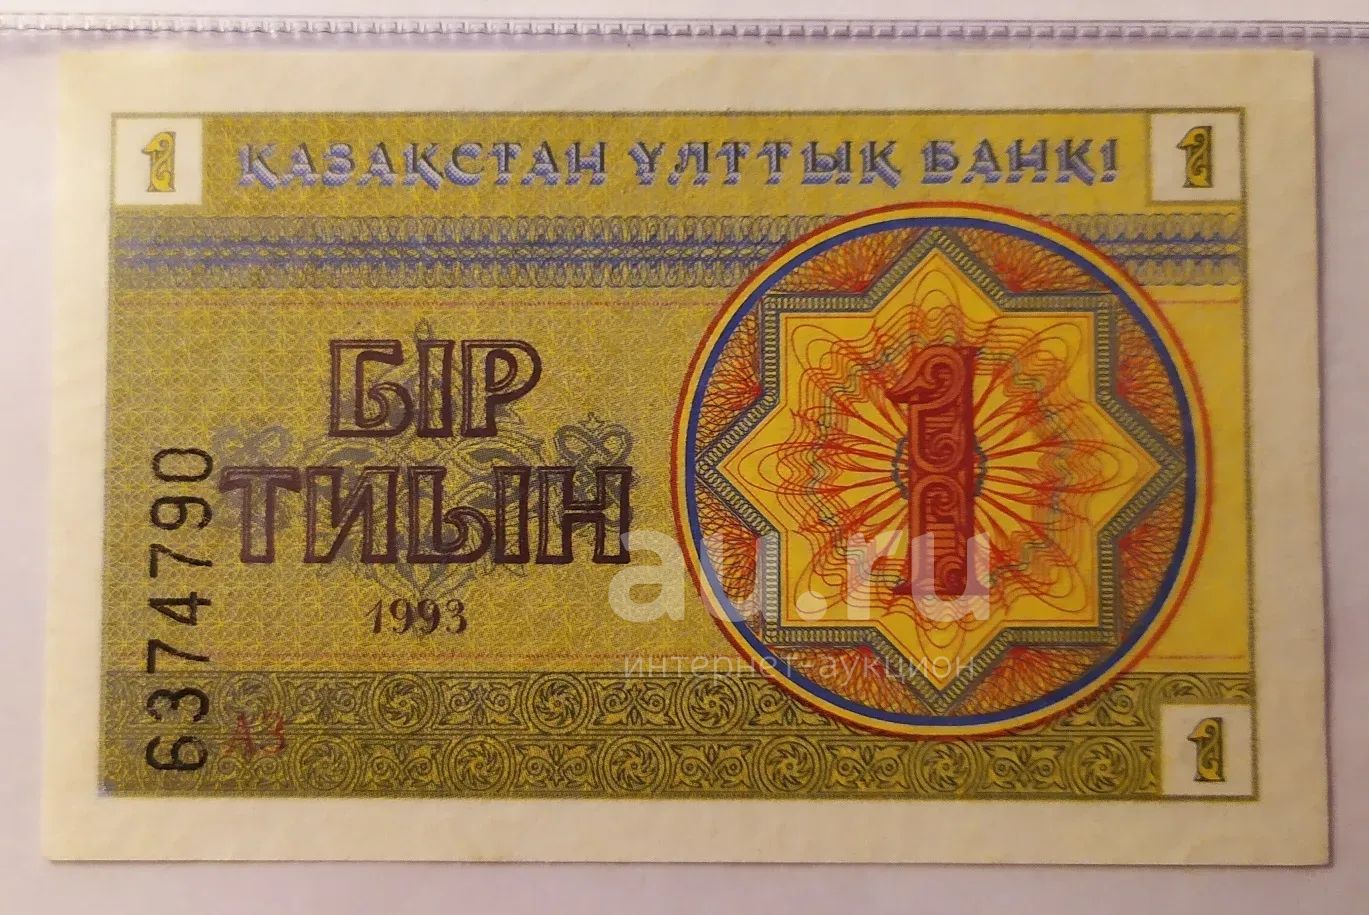 1
ҚАЗАҚСТАН ҰЛТТЫҚ БАНКІ
1
БІР
ТИЫН
1993
1
6374790
АЗ
1
au.ru
интернет-аукцион